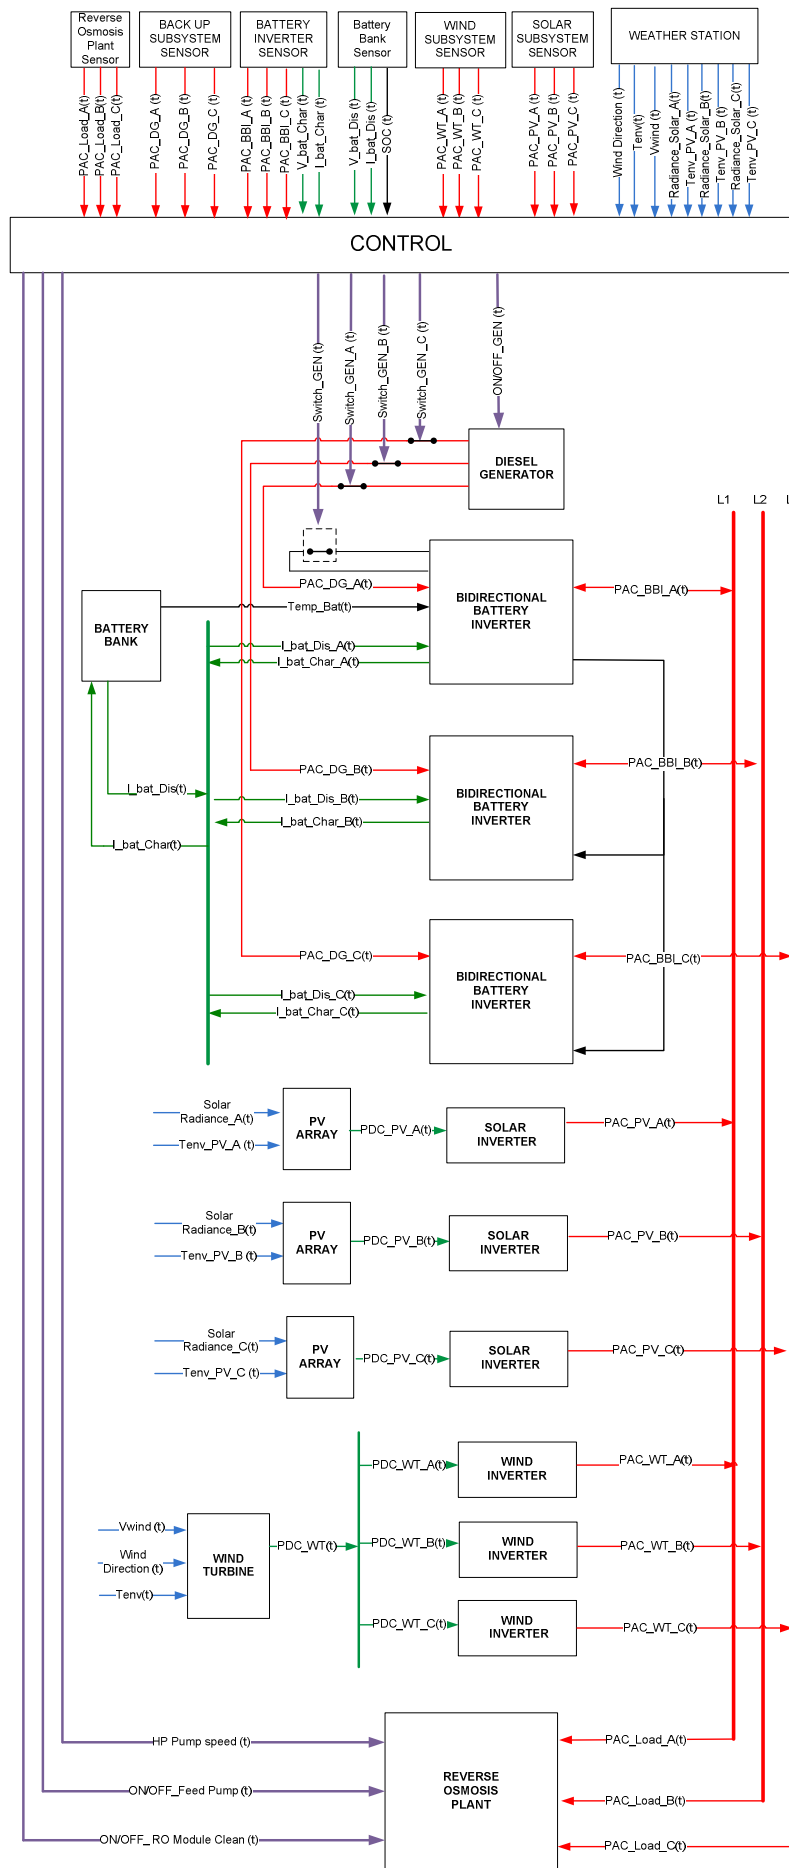 Reverse
Osmosis
Plant
Sensor
BACK UP
SUBSYSTEM
SENSOR
BATTERY
INVERTER
SENSOR
Battery
Bank
Sensor
WIND
SUBSYSTEM
SENSOR
SOLAR
SUBSYSTEM
SENSOR
WEATHER STATION
PAC_Load_A(t)
PAC_Load_B(t)
PAC_Load_C(t)
PAC_DG_A (t)
PAC_DG_B (t)
PAC_DG_C (t)
PAC_BBI_A (t)
PAC_BBI_B (t)
PAC_BBI_C (t)
V_bat_Char (t)
I_bat_Char (t)
V_bat_Dis (t)
I_bat_Dis (t)
SOC (t)
PAC_WT_A (t)
PAC_WT_B (t)
PAC_WT_C (t)
PAC_PV_A (t)
PAC_PV_B (t)
PAC_PV_C (t)
Wind Direction (t)
Tenv(t)
Vwind (t)
Radiance_Solar_A(t)
Tenv_PV_A (t)
Radiance_Solar_B(t)
Tenv_PV_B (t)
Radiance_Solar_C(t)
Tenv_PV_C (t)
CONTROL
Switch_GEN (t)
Switch_GEN_A (t)
Switch_GEN_B (t)
Switch_GEN_C (t)
ON/OFF_GEN (t)
DIESEL
GENERATOR
L1
L2
PAC_DG_A(t)
BIDIRECTIONAL
BATTERY
INVERTER
PAC_BBI_A(t)
BATTERY
BANK
Temp_Bat(t)
I_bat_Dis_A(t)
I_bat_Char_A(t)
PAC_DG_B(t)
BIDIRECTIONAL
BATTERY
INVERTER
PAC_BBI_B(t)
I_bat_Dis(t)
I_bat_Dis_B(t)
I_bat_Char_B(t)
I_bat_Char(t)
PAC_DG_C(t)
BIDIRECTIONAL
BATTERY
INVERTER
PAC_BBI_C(t)
I_bat_Dis_C(t)
I_bat_Char_C(t)
Solar
Radiance_A(t)
Tenv_PV_A (t)
PV
ARRAY
PDC_PV_A(t)
SOLAR
INVERTER
PAC_PV_A(t)
Solar
Radiance_B(t)
Tenv_PV_B (t)
PV
ARRAY
PDC_PV_B(t)
SOLAR
INVERTER
PAC_PV_B(t)
Solar
Radiance_C(t)
Tenv_PV_C (t)
PV
ARRAY
PDC_PV_C(t)
SOLAR
INVERTER
PAC_PV_C(t)
PDC_WT_A(t)
WIND
INVERTER
PAC_WT_A(t)
Vwind (t)
Wind
Direction (t)
Tenv(t)
WIND
TURBINE
PDC_WT(t)
PDC_WT_B(t)
WIND
INVERTER
PAC_WT_B(t)
PDC_WT_C(t)
WIND
INVERTER
PAC_WT_C(t)
HP Pump speed (t)
ON/OFF_Feed Pump (t)
ON/OFF_RO Module Clean (t)
REVERSE
OSMOSIS
PLANT
PAC_Load_A(t)
PAC_Load_B(t)
PAC_Load_C(t)